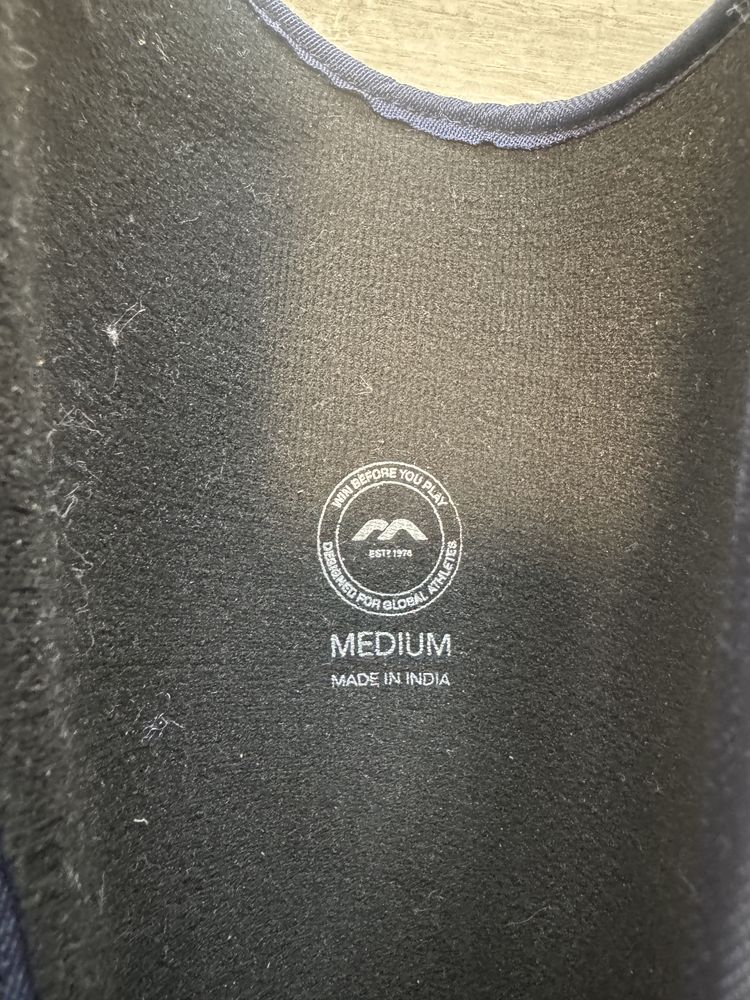 WIN BEFORE YOU PLAY
EST? 1974
DESIGNED FOR GLOBAL ATHLETES
MEDIUM
MADE IN INDIA